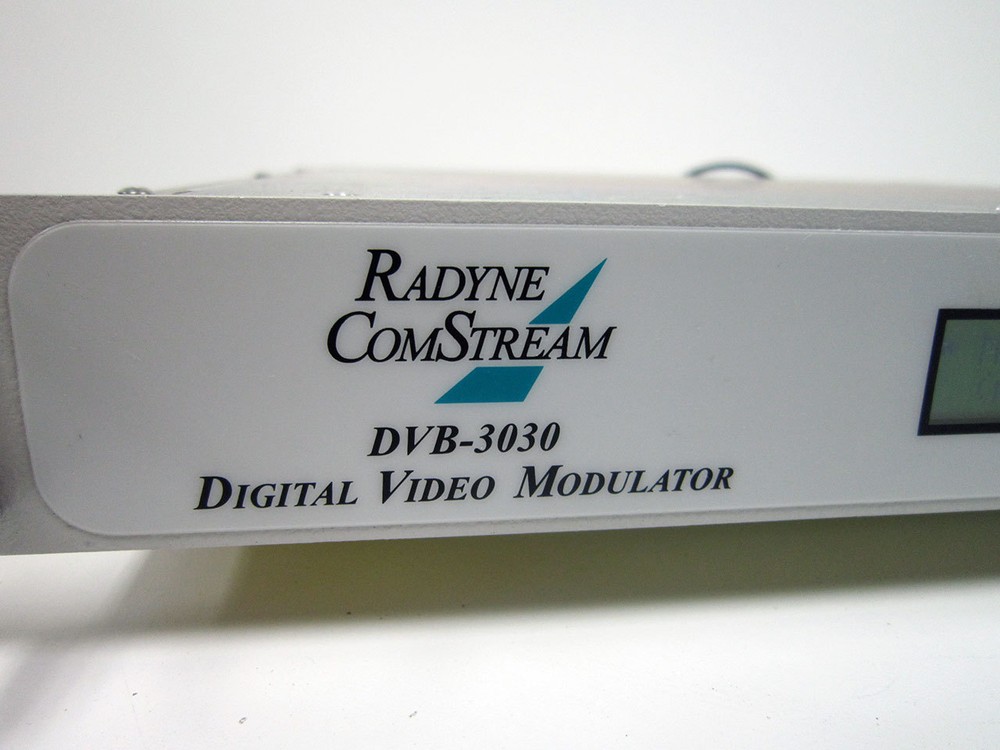 RADYNE
COMSTREAM
DVB-3030
DIGITAL VIDEO MODULATOR